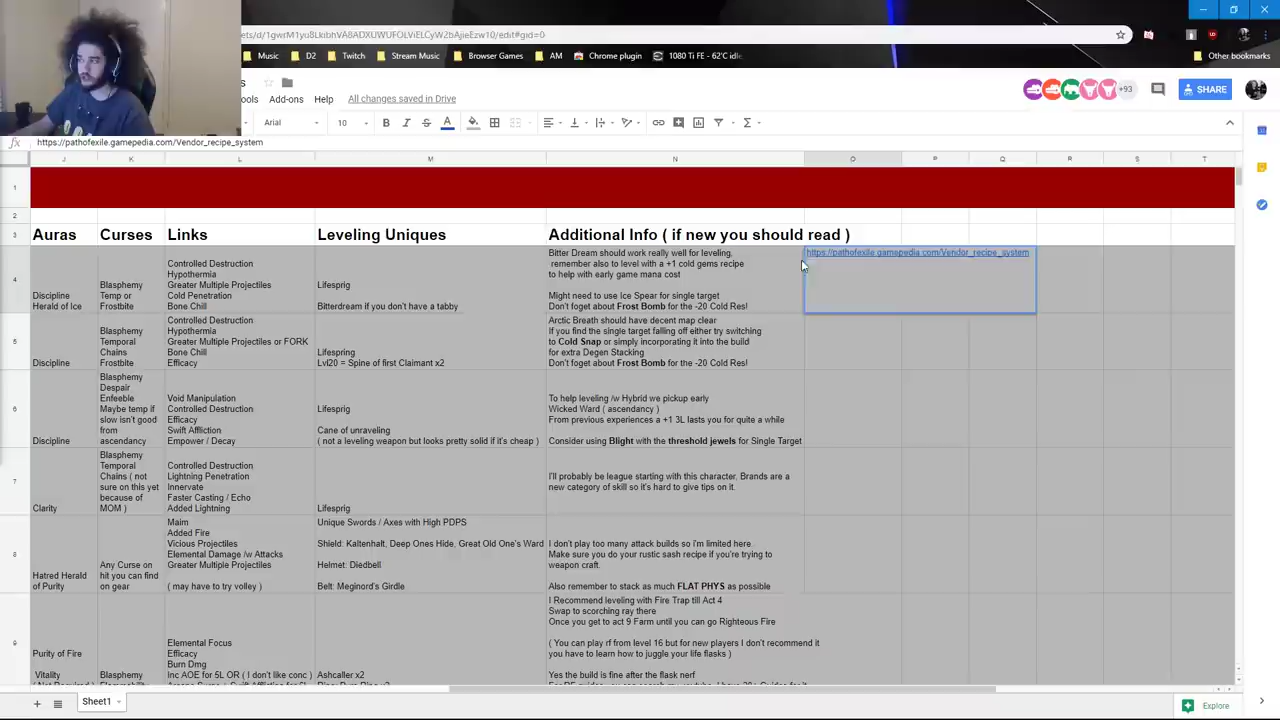 ets/d/1gwrM1yu8LkibhVA8ADXUWUFOLViELCyW2bAjieEzw10/edit#gid=0
Music D2 Twitch Stream Music Browser Games AM Chrome plugin 1080 Ti FE - 62°C idle Other bookmarks
ools Add-ons Help All changes saved in Drive +93 SHARE
Arial 10 B I S A
fx https://pathofexile.gamepedia.com/Vendor_recipe_system
J K L M N O P Q R S T
1
2
3 Auras Curses Links Leveling Uniques Additional Info ( if new you should read )
4
Discipline
Herald of Ice
Blasphemy
Temp or
Frostbite
Controlled Destruction
Hypothermia
Greater Multiple Projectiles
Cold Penetration
Bone Chill
Lifesprig
Bitterdream if you don't have a tabby
Bitter Dream should work really well for leveling,
remember also to level with a +1 cold gems recipe
to help with early game mana cost
Might need to use Ice Spear for single target
Don't foget about Frost Bomb for the -20 Cold Res!
https://pathofexile.gamepedia.com/Vendor_recipe_system
5
Discipline
Blasphemy
Temporal
Chains
Frostbite
Controlled Destruction
Hypothermia
Greater Multiple Projectiles or FORK
Bone Chill
Efficacy
Lifespring
Lvl20 = Spine of first Claimant x2
Arctic Breath should have decent map clear
If you find the single target falling off either try switching
to Cold Snap or simply incorporating it into the build
for extra Degen Stacking
Don't foget about Frost Bomb for the -20 Cold Res!
6
Discipline
Blasphemy
Despair
Enfeeble
Maybe temp if
slow isn't good
from
ascendancy
Void Manipulation
Controlled Destruction
Efficacy
Swift Affliction
Empower / Decay
Lifesprig
Cane of unraveling
( not a leveling weapon but looks pretty solid if it's cheap )
To help leveling /w Hybrid we pickup early
Wicked Ward ( ascendancy )
From previous experiences a +1 3L lasts you for quite a while
Consider using Blight with the threshold jewels for Single Target
7
Clarity
Blasphemy
Temporal
Chains ( not
sure on this yet
because of
MOM )
Controlled Destruction
Lightning Penetration
Innervate
Faster Casting / Echo
Added Lightning
Lifesprig
I'll probably be league starting with this character. Brands are a
new category of skill so it's hard to give tips on it.
8
Hatred Herald
of Purity
Any Curse on
hit you can find
on gear
Maim
Added Fire
Vicious Projectiles
Elemental Damage /w Attacks
Greater Multiple Projectiles
( may have to try volley )
Unique Swords / Axes with High PDPS
Shield: Kaltenhalt, Deep Ones Hide, Great Old One's Ward
Helmet: Diedbell
Belt: Meginord's Girdle
I don't play too many attack builds so i'm limited here.
Make sure you do your rustic sash recipe if you're trying to
weapon craft.
Also remember to stack as much FLAT PHYS as possible
9
Purity of Fire
Vitality
Blasphemy
Elemental Focus
Efficacy
Burn Dmg
Inc AOE for 5L OR ( I don't like conc )
Ashcaller x2
I Recommend leveling with Fire Trap till Act 4
Swap to scorching ray there
Once you get to act 9 Farm until you can go Righteous Fire
( You can play rf from level 16 but for new players I don't recommend it
you have to learn how to juggle your life flasks )
Yes the build is fine after the flask nerf
Sheet1
Explore